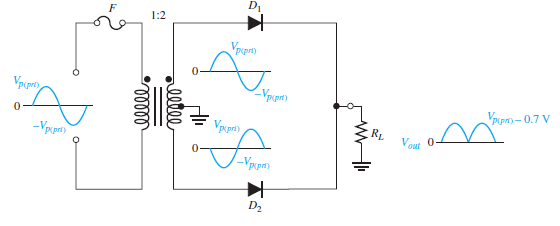 F
1:2
D1
Vp(pri)
0
–Vp(pri)
Vp(pri)
0
–Vp(pri)
Vp(pri)
0
–Vp(pri)
D2
RL
Vout 0
Vp(pri) – 0.7 V